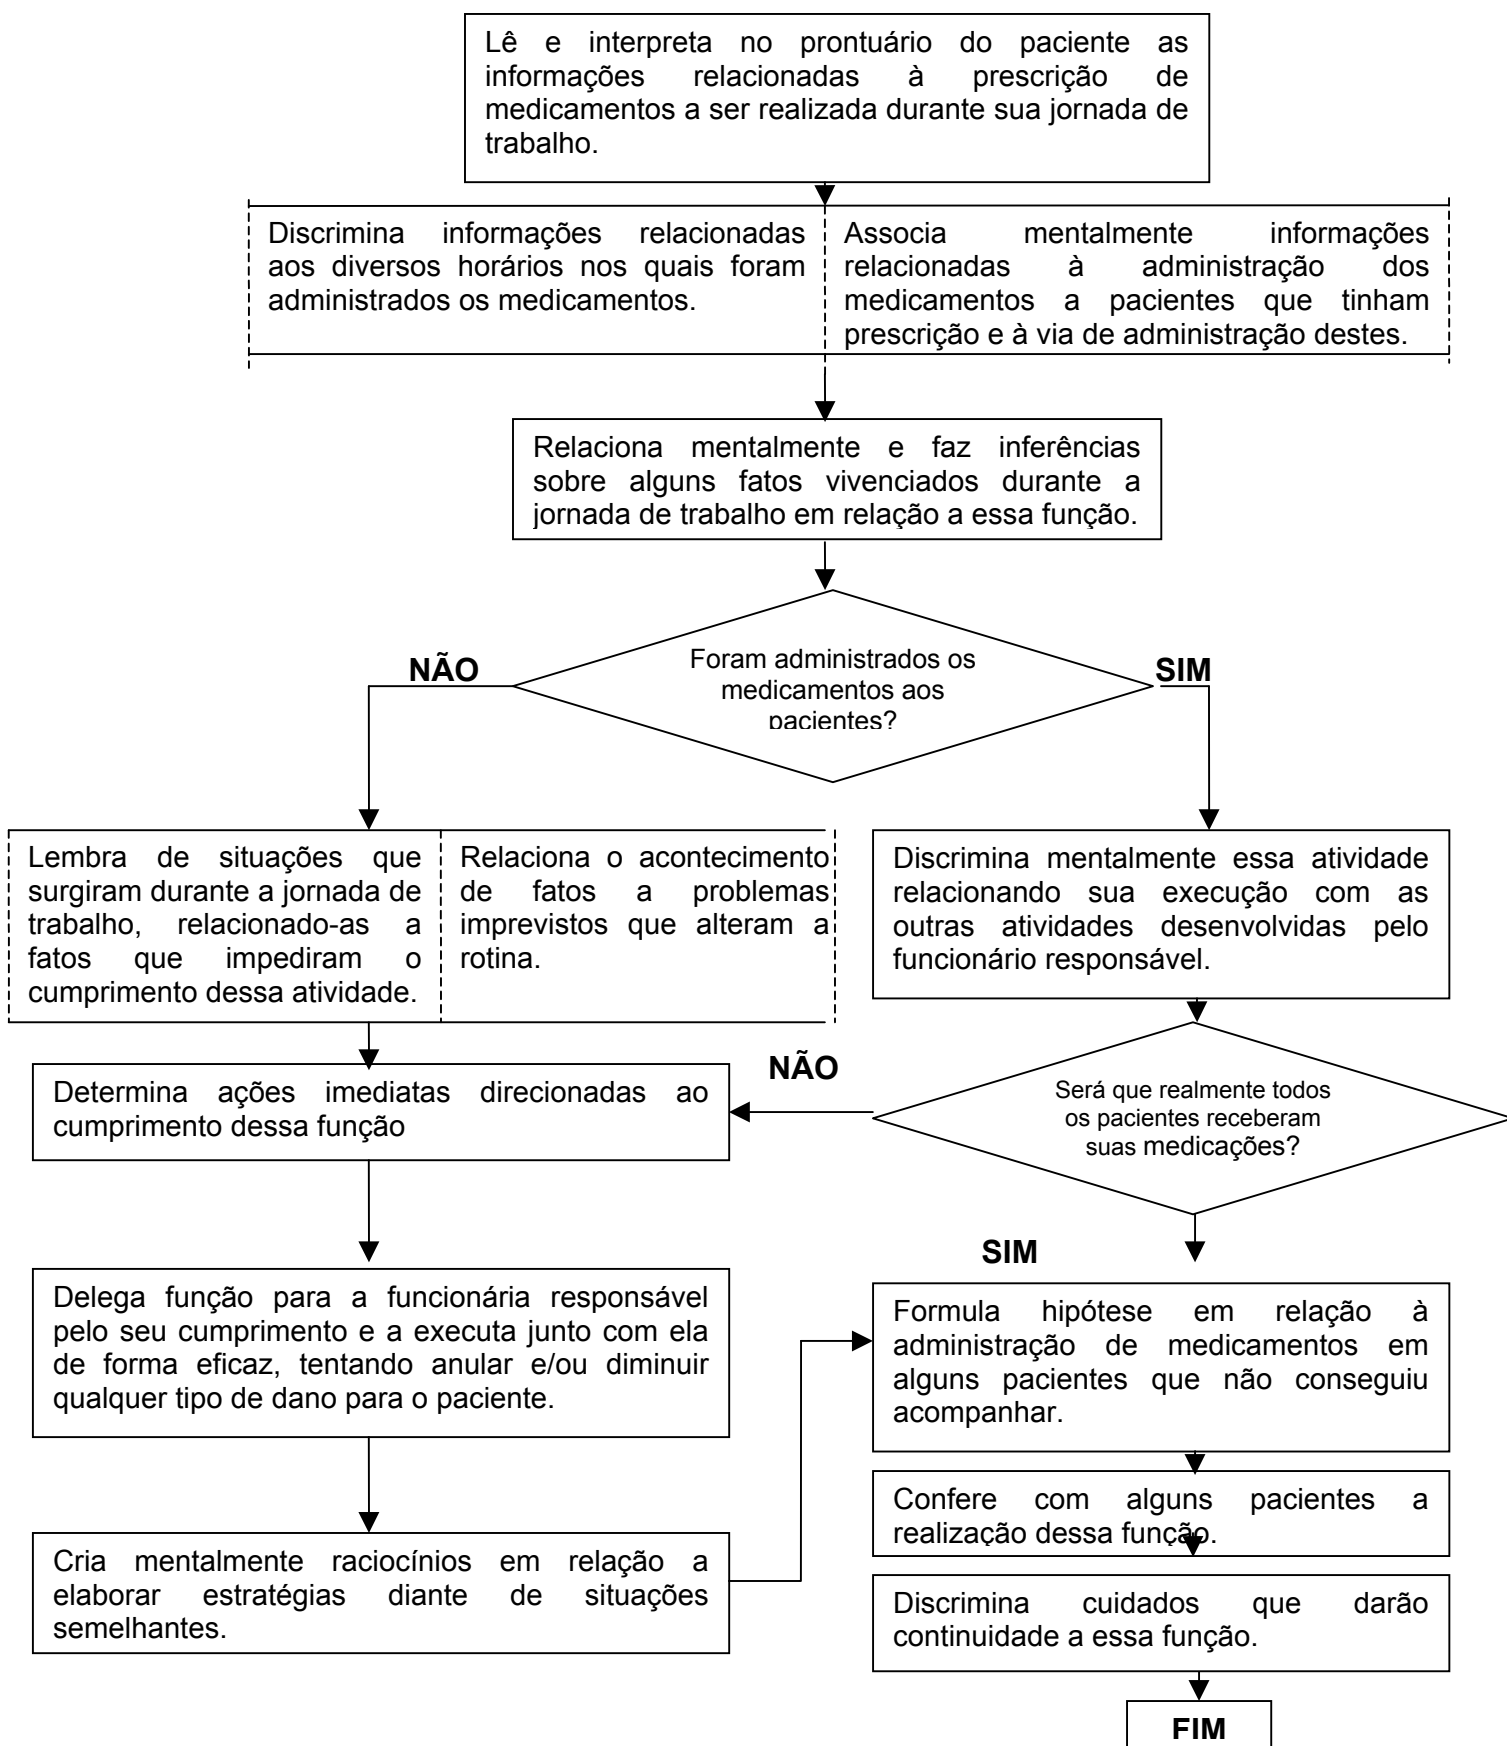 Lê e interpreta no prontuário do paciente as
informações relacionadas à prescrição de
medicamentos a ser realizada durante sua jornada de
trabalho.
Discrimina informações relacionadas
aos diversos horários nos quais foram
administrados os medicamentos.
Associa mentalmente informações
relacionadas à administração dos
medicamentos a pacientes que tinham
prescrição e à via de administração destes.
Relaciona mentalmente e faz inferências
sobre alguns fatos vivenciados durante a
jornada de trabalho em relação a essa função.
NÃO
Foram administrados os
medicamentos aos
pacientes?
SIM
Lembra de situações que
surgiram durante a jornada de
trabalho, relacionado-as a
fatos que impediram o
cumprimento dessa atividade.
Relaciona o acontecimento
de fatos a problemas
imprevistos que alteram a
rotina.
Discrimina mentalmente essa atividade
relacionando sua execução com as
outras atividades desenvolvidas pelo
funcionário responsável.
NÃO
Determina ações imediatas direcionadas ao
cumprimento dessa função
Será que realmente todos
os pacientes receberam
suas medicações?
SIM
Delega função para a funcionária responsável
pelo seu cumprimento e a executa junto com ela
de forma eficaz, tentando anular e/ou diminuir
qualquer tipo de dano para o paciente.
Formula hipótese em relação à
administração de medicamentos em
alguns pacientes que não conseguiu
acompanhar.
Confere com alguns pacientes a
realização dessa função.
Cria mentalmente raciocínios em relação a
elaborar estratégias diante de situações
semelhantes.
Discrimina cuidados que darão
continuidade a essa função.
FIM